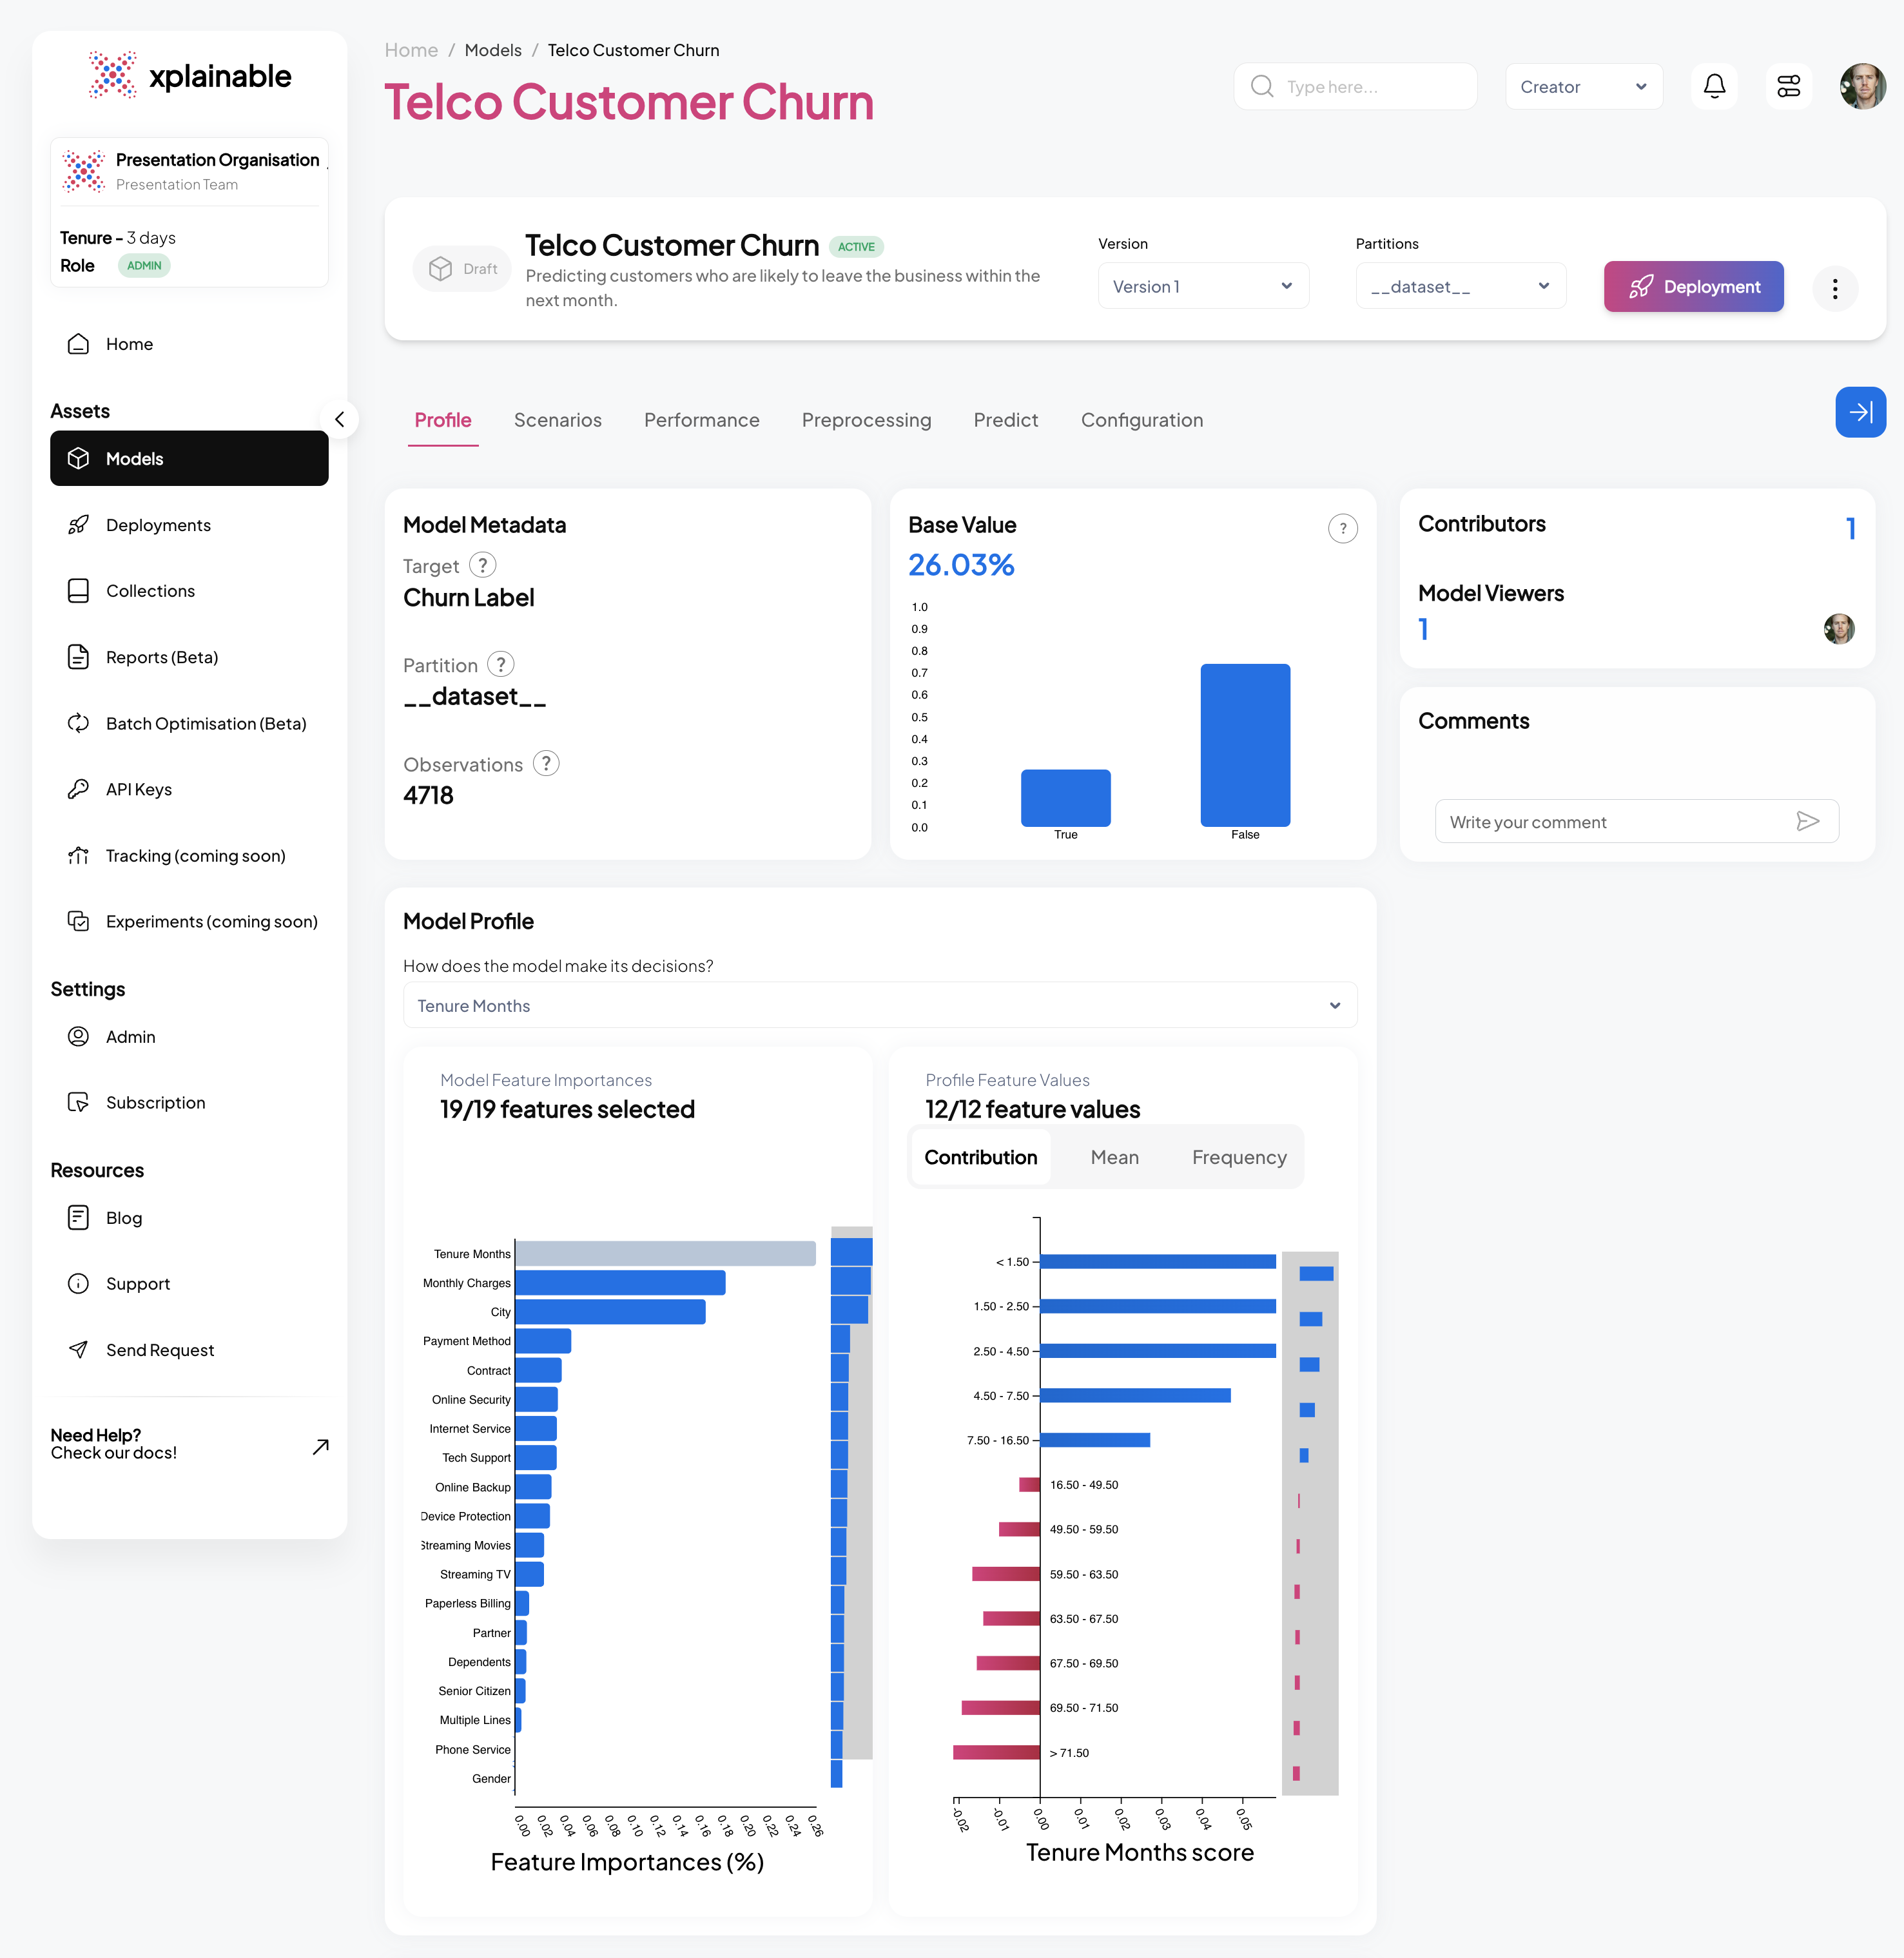 xplainable
Presentation Organisation
Presentation Team
Tenure - 3 days
Role ADMIN
Home
Assets
Models
Deployments
Collections
Reports (Beta)
Batch Optimisation (Beta)
API Keys
Tracking (coming soon)
Experiments (coming soon)
Settings
Admin
Subscription
Resources
Blog
Support
Send Request
Need Help?
Check our docs!
Home / Models / Telco Customer Churn
Telco Customer Churn
Type here...
Creator
Draft
Telco Customer Churn ACTIVE
Predicting customers who are likely to leave the business within the
next month.
Version
Version 1
Partitions
__dataset__
Deployment
Profile Scenarios Performance Preprocessing Predict Configuration
Model Metadata
Target ?
Churn Label
Partition ?
__dataset__
Observations ?
4718
Base Value ?
26.03%
1.0
0.9
0.8
0.7
0.6
0.5
0.4
0.3
0.2
0.1
0.0
True False
Contributors 1
Model Viewers
1
Comments
Write your comment
Model Profile
How does the model make its decisions?
Tenure Months
Model Feature Importances
19/19 features selected
Tenure Months
Monthly Charges
City
Payment Method
Contract
Online Security
Internet Service
Tech Support
Online Backup
Device Protection
Streaming Movies
Streaming TV
Paperless Billing
Partner
Dependents
Senior Citizen
Multiple Lines
Phone Service
Gender
0.00 0.02 0.04 0.06 0.08 0.10 0.12 0.14 0.16 0.18 0.20 0.22 0.24 0.26
Feature Importances (%)
Profile Feature Values
12/12 feature values
Contribution Mean Frequency
< 1.50
1.50 - 2.50
2.50 - 4.50
4.50 - 7.50
7.50 - 16.50
16.50 - 49.50
49.50 - 59.50
59.50 - 63.50
63.50 - 67.50
67.50 - 69.50
69.50 - 71.50
> 71.50
-0.02 -0.01 0.00 0.01 0.02 0.03 0.04 0.05
Tenure Months score